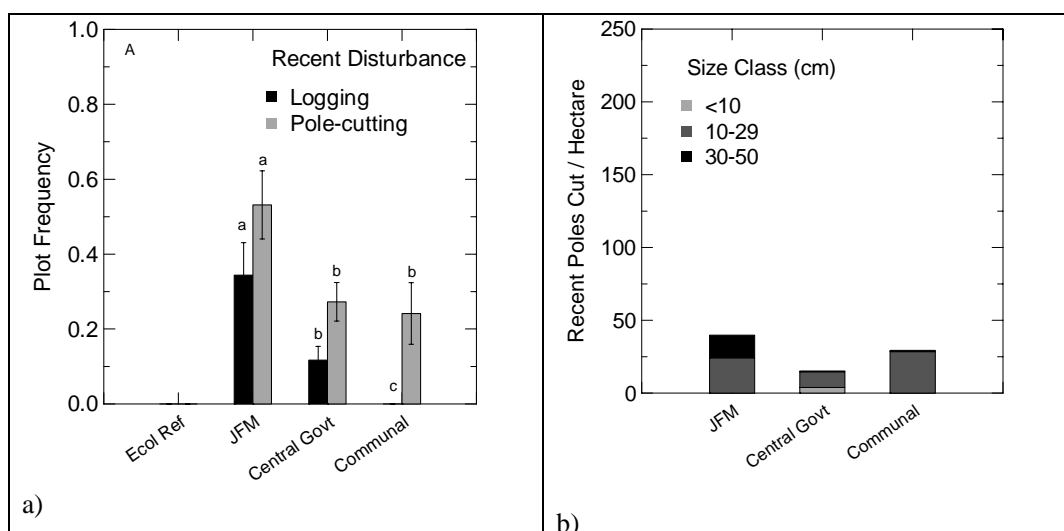 A
Recent Disturbance
Logging
Pole-cutting
Plot Frequency
1.0
0.8
0.6
0.4
0.2
0.0
a
a
b
b
c
b
Ecol Ref
JFM
Central Govt
Communal
a)
Size Class (cm)
<10
10-29
30-50
Recent Poles Cut / Hectare
250
200
150
100
50
0
JFM
Central Govt
Communal
b)